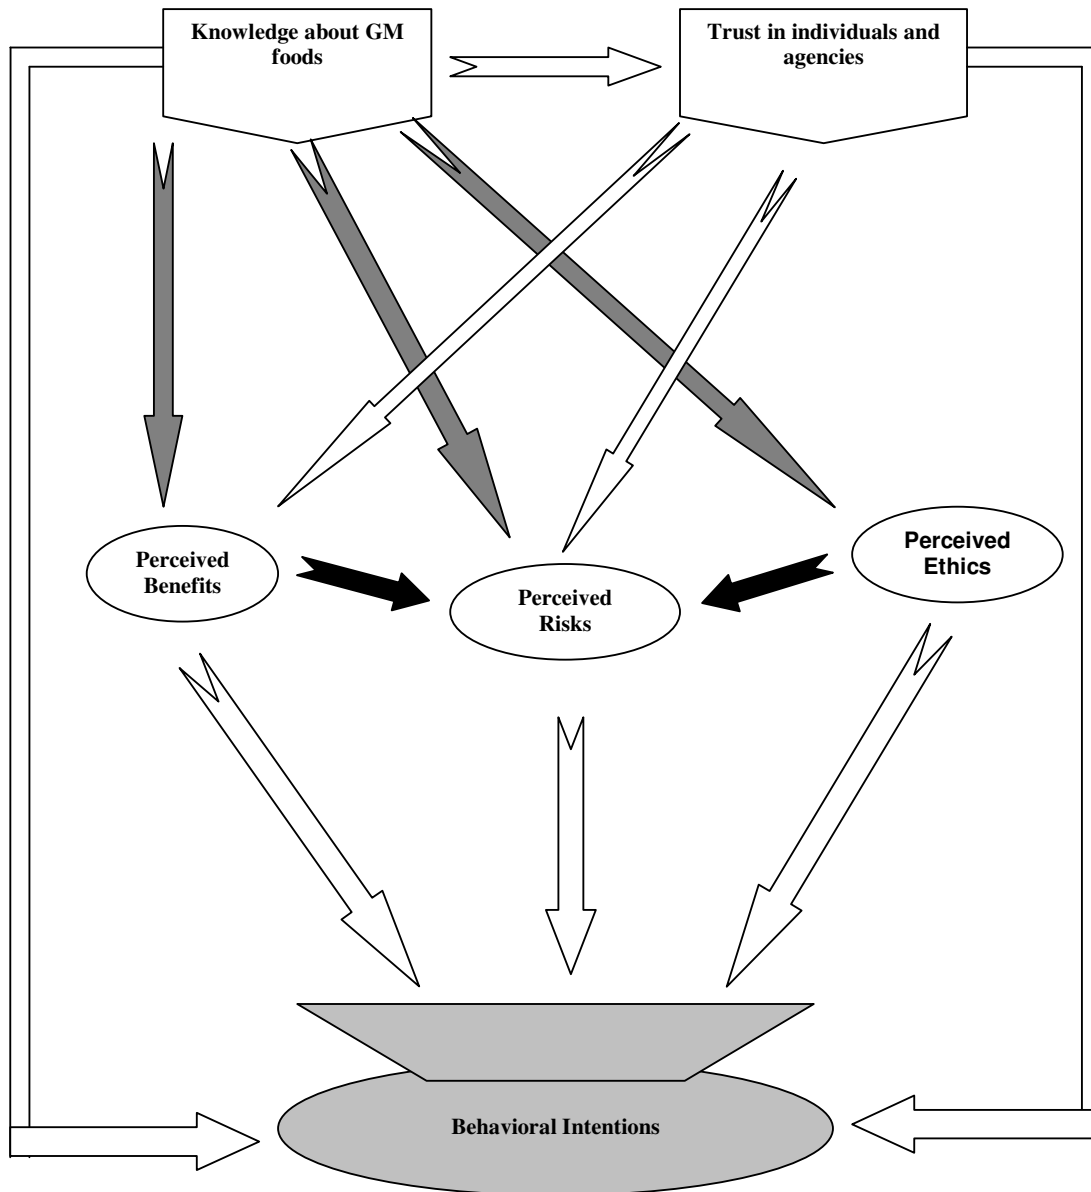 Knowledge about GM
foods
Trust in individuals and
agencies
Perceived
Benefits
Perceived
Risks
Perceived
Ethics
Behavioral Intentions